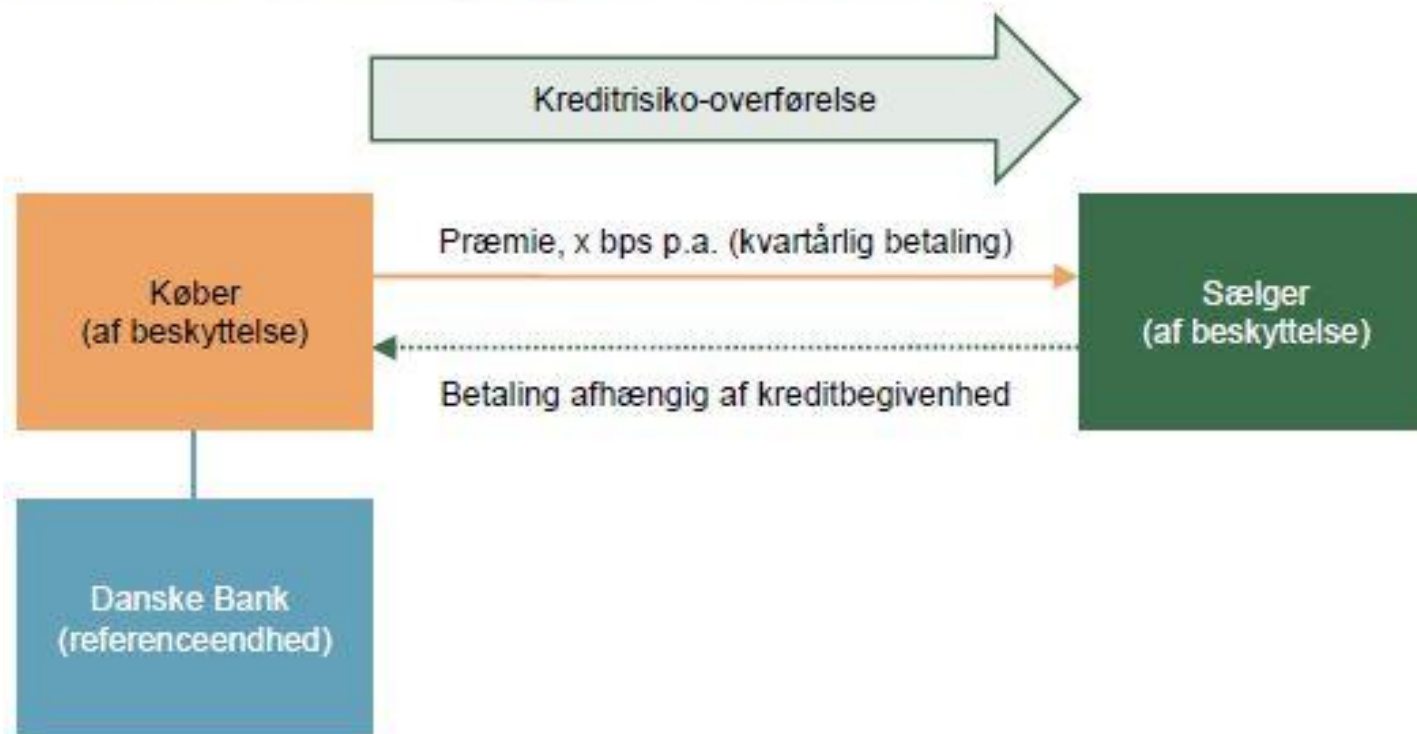 Kreditrisiko-overførelse
Præmie, x bps p.a. (kvartårlig betaling)
Køber
(af beskyttelse)
Sælger
(af beskyttelse)
Betaling afhængig af kreditbegivenhed
Danske Bank
(referenceendhed)